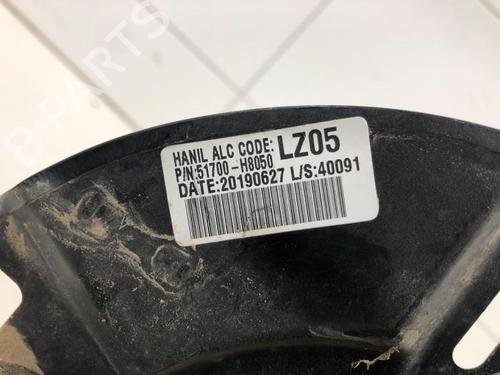 HANIL ALC CODE: LZ05
P/N:51700-H8050
DATE:20190627 L/S:40091
B-PARTS